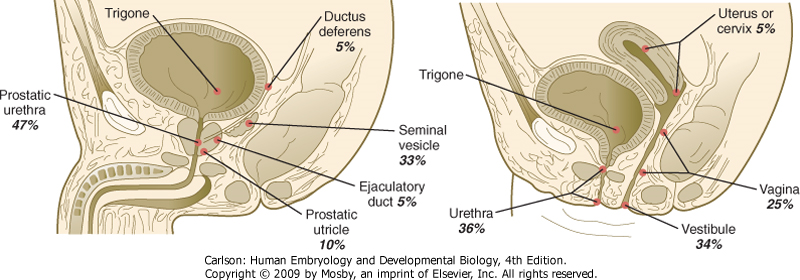 Trigone
Ductus
deferens
5%
Prostatic
urethra
47%
Seminal
vesicle
33%
Ejaculatory
duct 5%
Prostatic
utricle
10%
Uterus or
cervix 5%
Trigone
Vagina
25%
Urethra
36%
Vestibule
34%
Carlson: Human Embryology and Developmental Biology, 4th Edition.
Copyright © 2009 by Mosby, an imprint of Elsevier, Inc. All rights reserved.